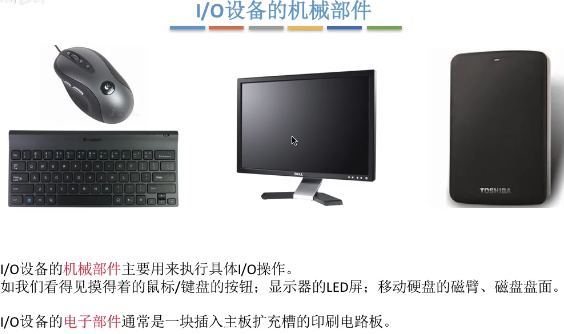 I/O设备的机械部件
DELL
TOSHIBA
I/O设备的机械部件主要用来执行具体I/O操作。
如我们看得见摸得着的鼠标/键盘的按钮；显示器的LED屏；移动硬盘的磁臂、磁盘盘面。
I/O设备的电子部件通常是一块插入主板扩充槽的印刷电路板。